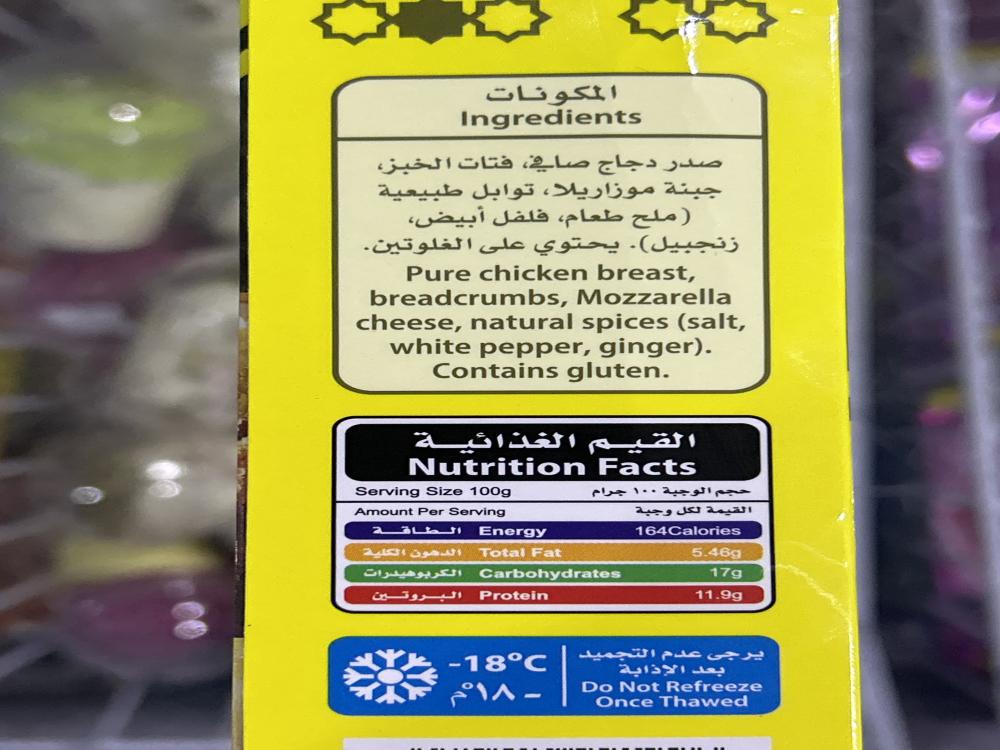 المكونات
Ingredients
صدر دجاج صافي، فتات الخبز،
جبنة موزاريلا، توابل طبيعية
(ملح طعام، فلفل أبيض،
زنجبيل). يحتوي على الغلوتين.
Pure chicken breast,
breadcrumbs, Mozzarella
cheese, natural spices (salt,
white pepper, ginger).
Contains gluten.
القيم الغذائية
Nutrition Facts
Serving Size 100g حجم الوجبة ١٠٠ جرام
Amount Per Serving القيمة لكل وجبة
الطاقة Energy 164Calories
الدهون الكلية Total Fat 5.46g
الكربوهيدرات Carbohydrates 17g
البروتين Protein 11.9g
-18°C
-١٨°م
يرجى عدم التجميد
بعد الإذابة
Do Not Refreeze
Once Thawed